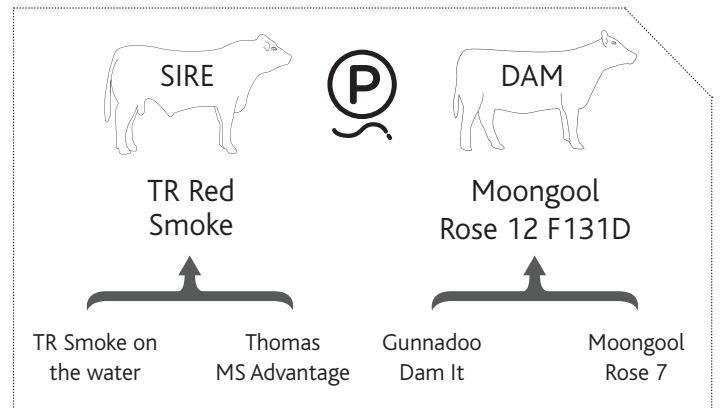 SIRE
P
DAM
TR Red
Smoke
Moongool
Rose 12 F131D
TR Smoke on
the water
Thomas
MS Advantage
Gunnadoo
Dam It
Moongool
Rose 7